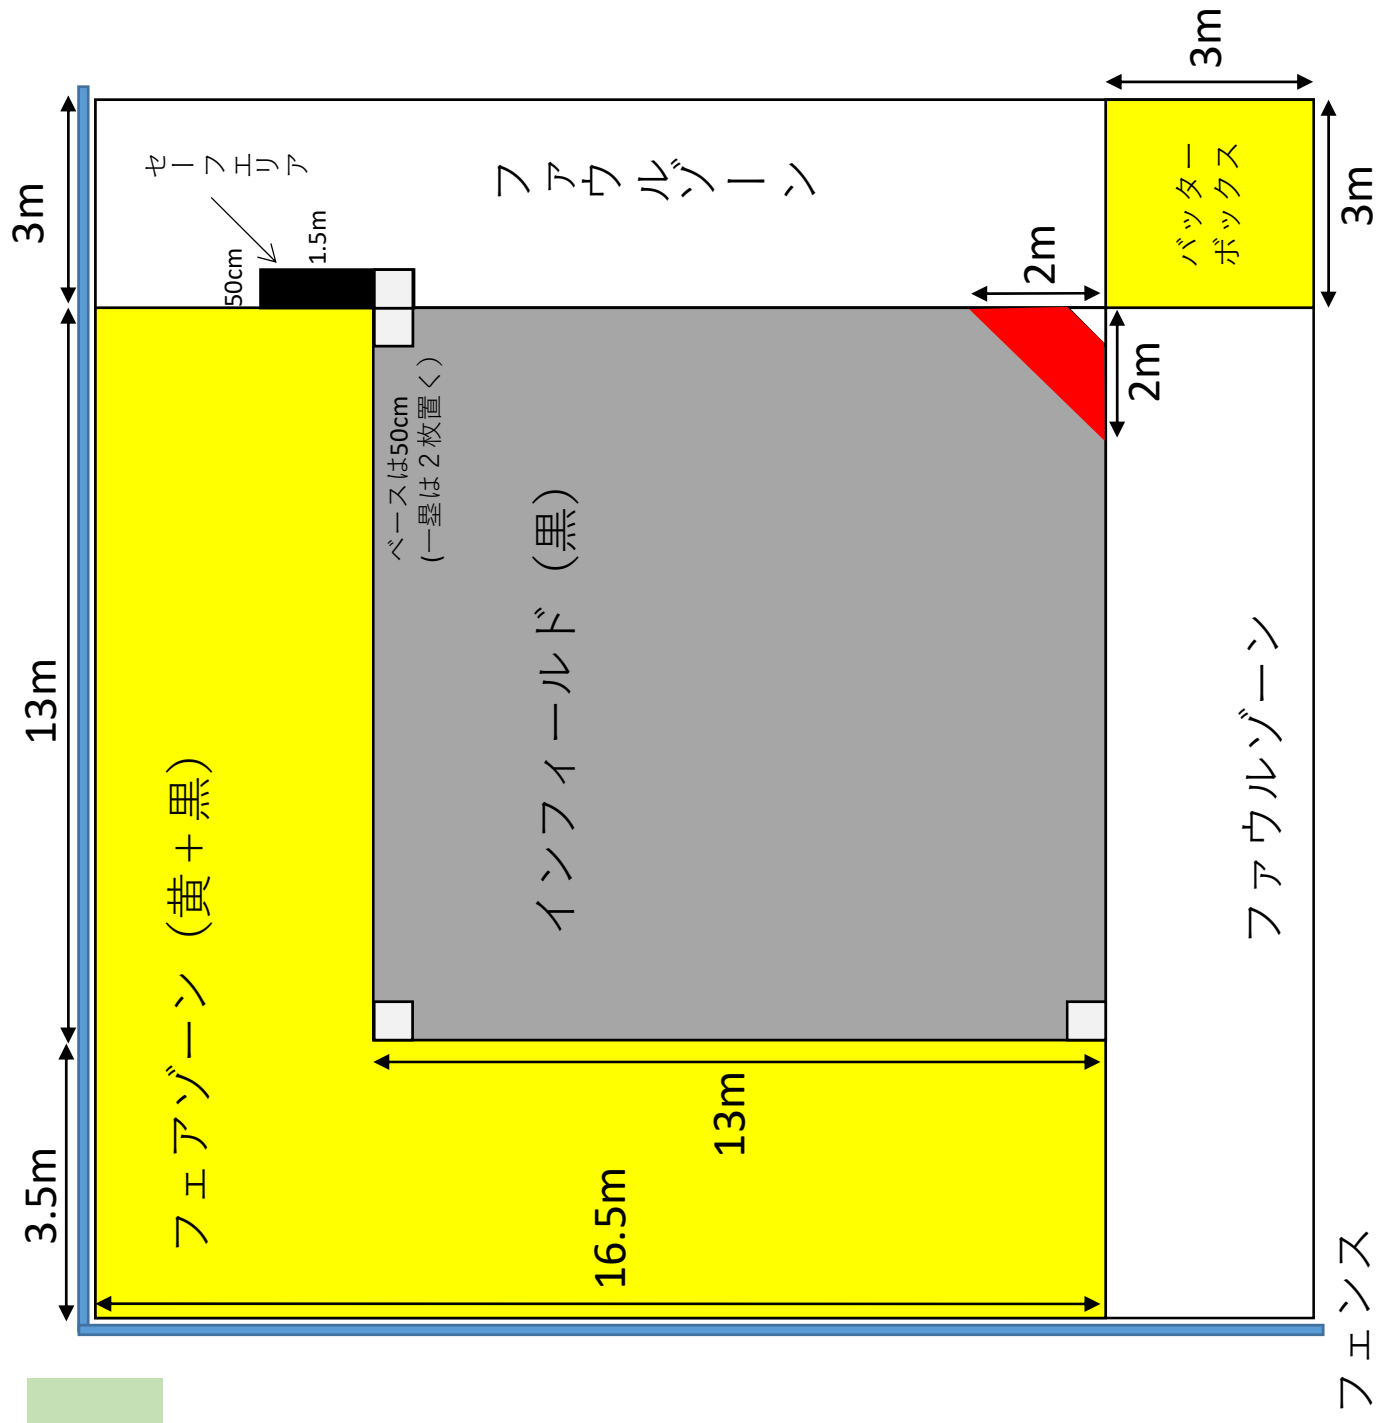 3m
13m
3.5m
3m
3m
セーフエリア
50cm
1.5m
ファウルゾーン
バッター
ボックス
2m
2m
ベースは50cm
(一塁は２枚置く）
インフィールド（黒）
フェアゾーン（黄＋黒）
13m
16.5m
ファウルゾーン
フェンス